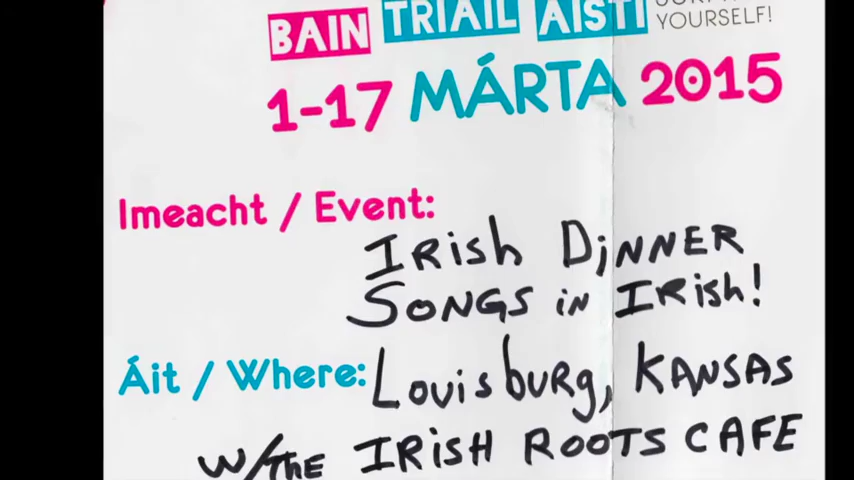 BAIN TRIAIL AISTI
YOURSELF!
1-17 MÁRTA 2015
Imeacht / Event:
IRish DiNNER
SONGS in IRish!
Áit / Where: Louisburg, KANSAS
W/THE IRISH ROOTS CAFE